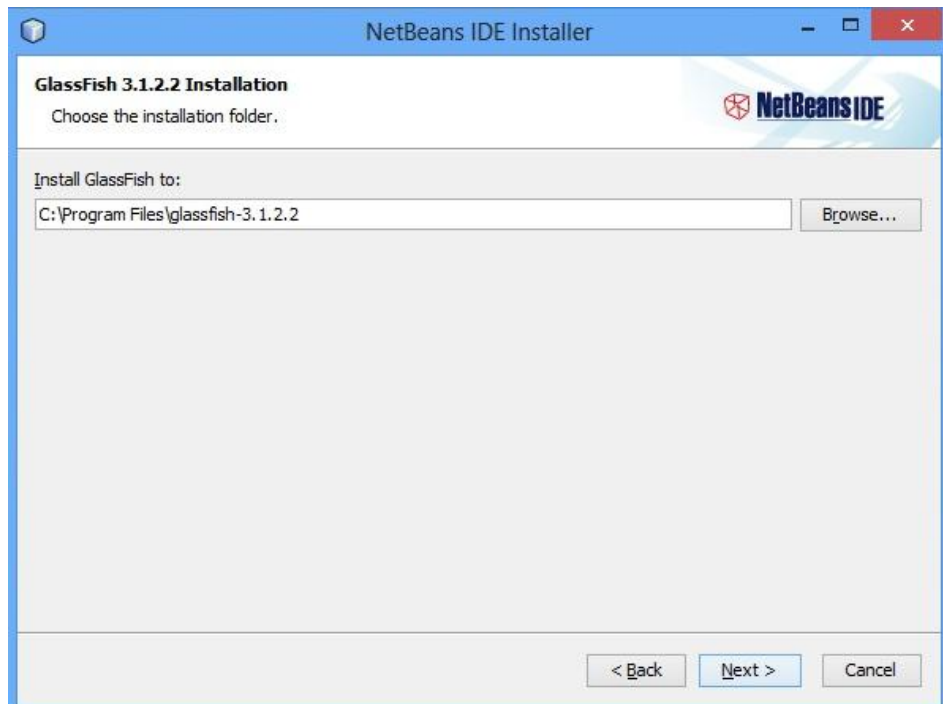 NetBeans IDE Installer
GlassFish 3.1.2.2 Installation
Choose the installation folder.
NetBeans IDE
Install GlassFish to:
C:\Program Files\glassfish-3.1.2.2
Browse...
< Back
Next >
Cancel